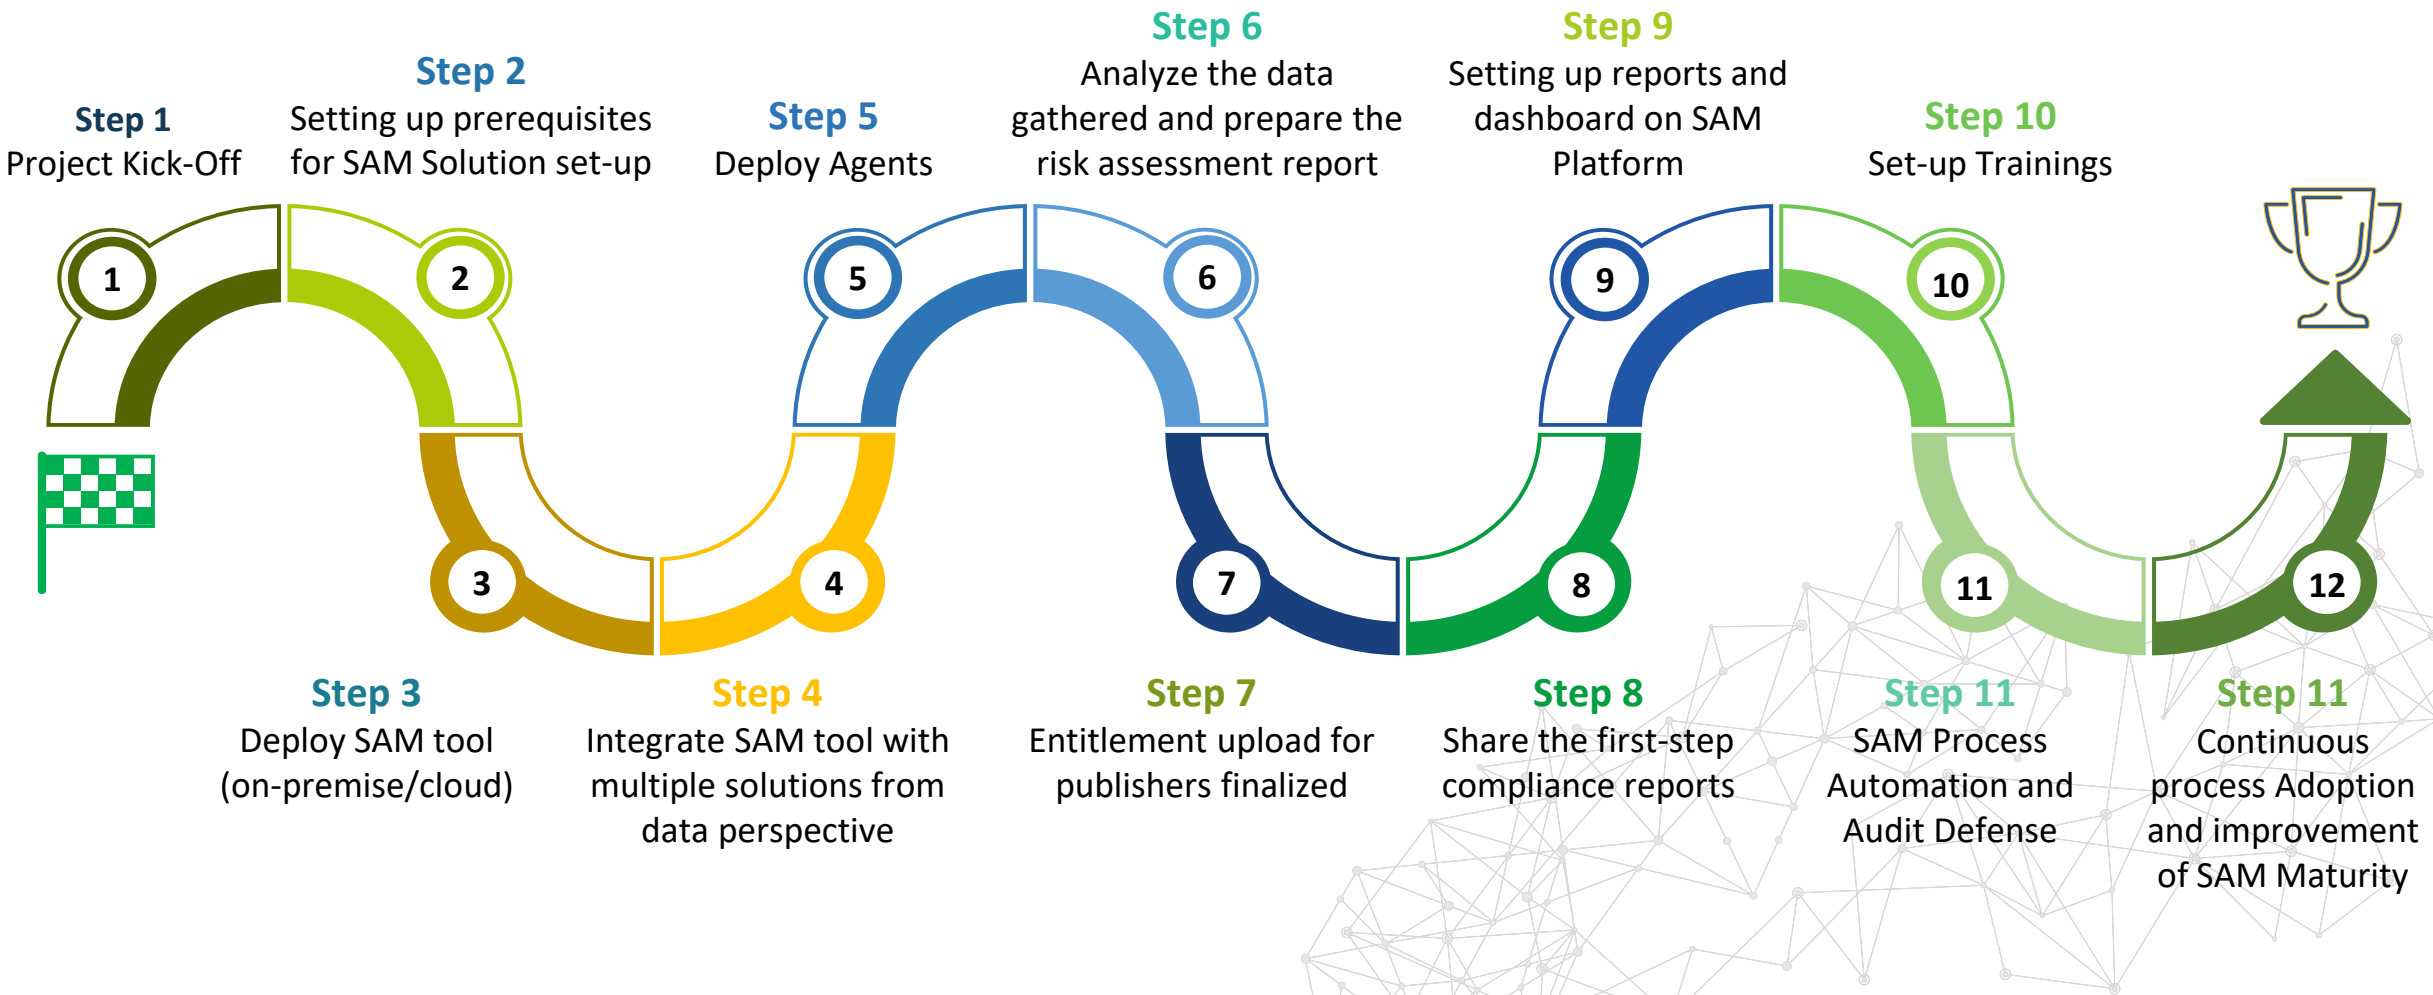 Step 1
Project Kick-Off
Step 2
Setting up prerequisites
for SAM Solution set-up
Step 5
Deploy Agents
Step 6
Analyze the data
gathered and prepare the
risk assessment report
Step 9
Setting up reports and
dashboard on SAM
Platform
Step 10
Set-up Trainings
1
2
5
6
9
10
3
4
7
8
11
12
Step 3
Deploy SAM tool
(on-premise/cloud)
Step 4
Integrate SAM tool with
multiple solutions from
data perspective
Step 7
Entitlement upload for
publishers finalized
Step 8
Share the first-step
compliance reports
Step 11
SAM Process
Automation and
Audit Defense
Step 11
Continuous
process Adoption
and improvement
of SAM Maturity